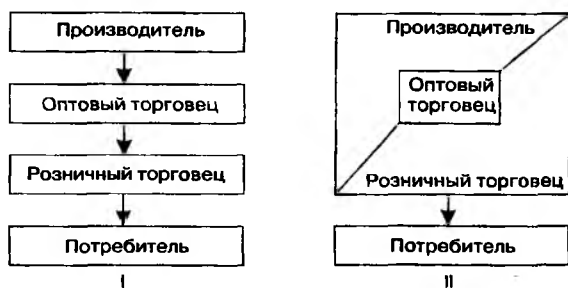 Производитель
Оптовый торговец
Розничный торговец
Потребитель
I
Производитель
Оптовый
торговец
Розничный торговец
Потребитель
II